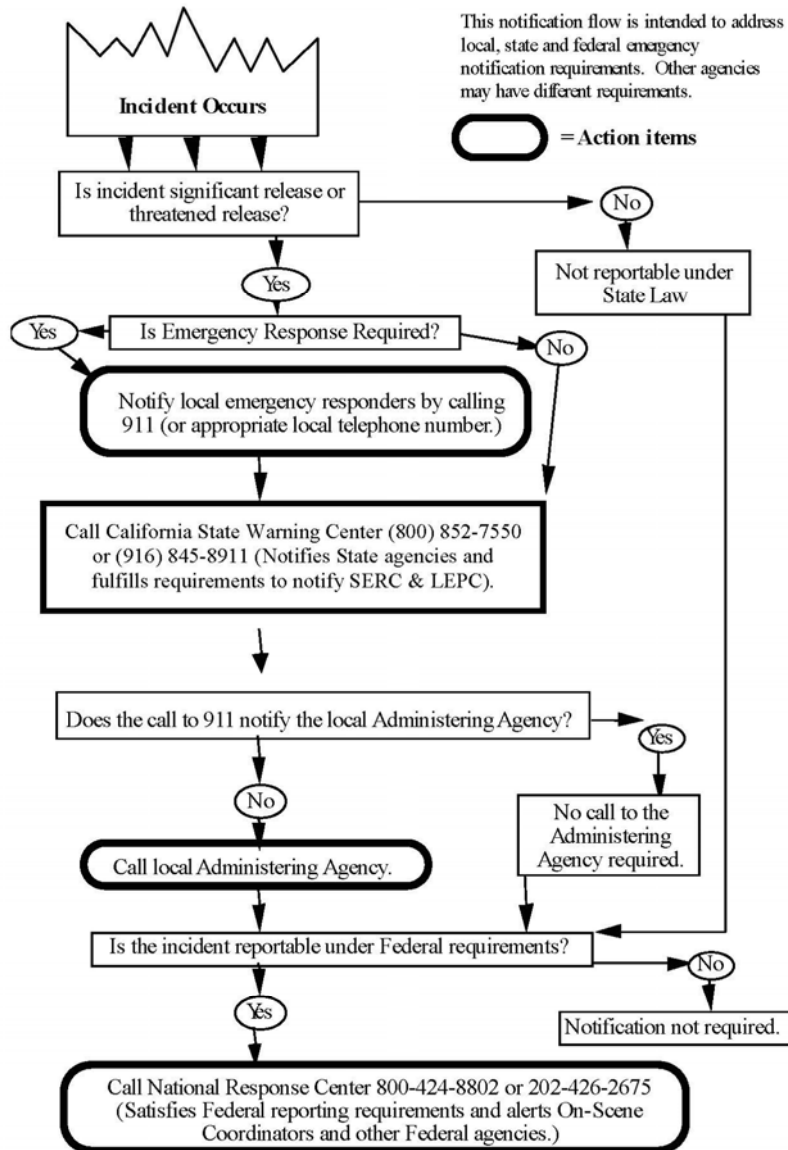 This notification flow is intended to address
local, state and federal emergency
notification requirements. Other agencies
may have different requirements.
Incident Occurs
= Action items
Is incident significant release or
threatened release?
No
Yes
Not reportable under
State Law
Yes
Is Emergency Response Required?
No
Notify local emergency responders by calling
911 (or appropriate local telephone number.)
Call California State Warning Center (800) 852-7550
or (916) 845-8911 (Notifies State agencies and
fulfills requirements to notify SERC & LEPC).
Does the call to 911 notify the local Administering Agency?
Yes
No
No call to the
Administering
Agency required.
Call local Administering Agency.
Is the incident reportable under Federal requirements?
No
Yes
Notification not required.
Call National Response Center 800-424-8802 or 202-426-2675
(Satisfies Federal reporting requirements and alerts On-Scene
Coordinators and other Federal agencies.)